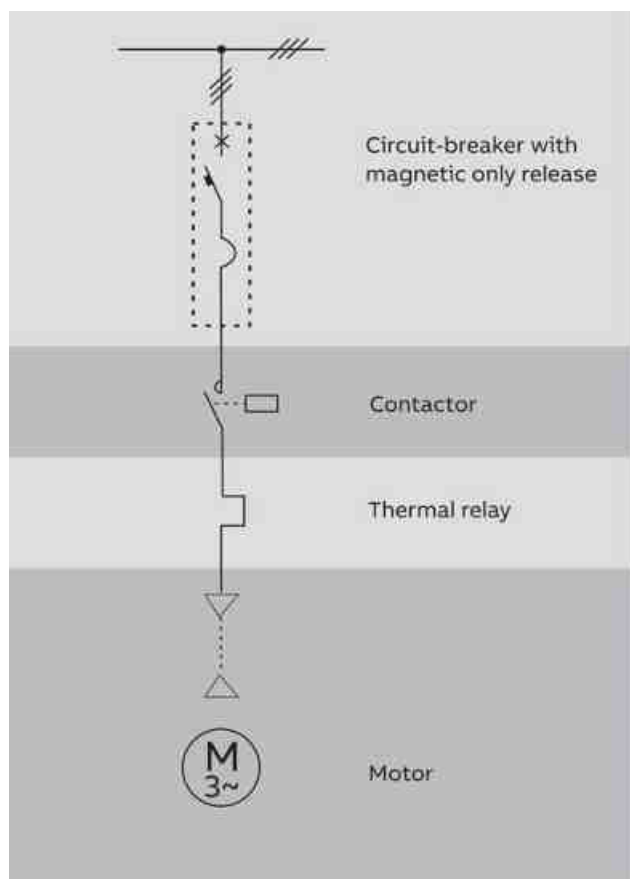 Circuit-breaker with
magnetic only release
Contactor
Thermal relay
M
3~
Motor